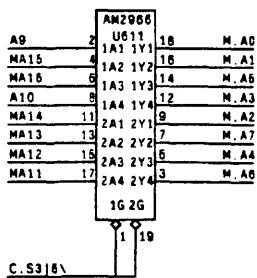 AM2966
U611
A9 2 1A1 1Y1 18 M.A0
MA15 4 1A2 1Y2 16 M.A1
MA16 6 1A3 1Y3 14 M.A5
A10 8 1A4 1Y4 12 M.A3
MA14 11 2A1 2Y1 9 M.A2
MA13 13 2A2 2Y2 7 M.A7
MA12 15 2A3 2Y3 5 M.A4
MA11 17 2A4 2Y4 3 M.A6
1G 2G
1 19
C.S3|6\